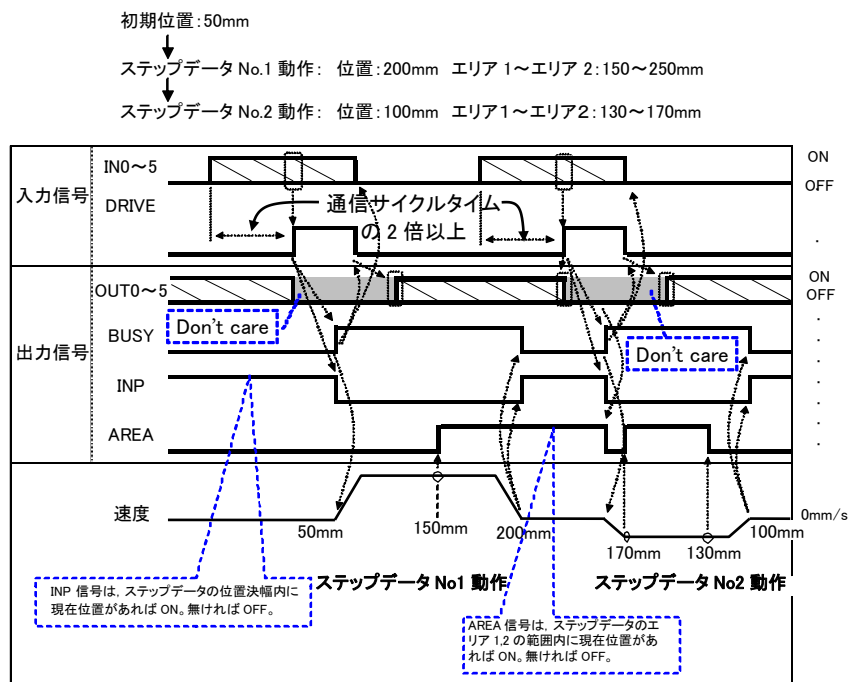 初期位置:50mm
ステップデータ No.1 動作: 位置:200mm エリア 1～エリア 2:150～250mm
ステップデータ No.2 動作: 位置:100mm エリア1～エリア2:130～170mm
入力信号
IN0～5
ON
OFF
DRIVE
通信サイクルタイム
の 2 倍以上
.
出力信号
OUT0～5
ON
OFF
Don't care
BUSY
Don't care
.
.
INP
.
.
.
AREA
.
.
速度
50mm
150mm
200mm
170mm
130mm
100mm
0mm/s
ステップデータ No1 動作
ステップデータ No2 動作
INP 信号は，ステップデータの位置決幅内に
現在位置があれば ON。無ければ OFF。
AREA 信号は，ステップデータのエ
リア 1,2 の範囲内に現在位置があ
れば ON。無ければ OFF。